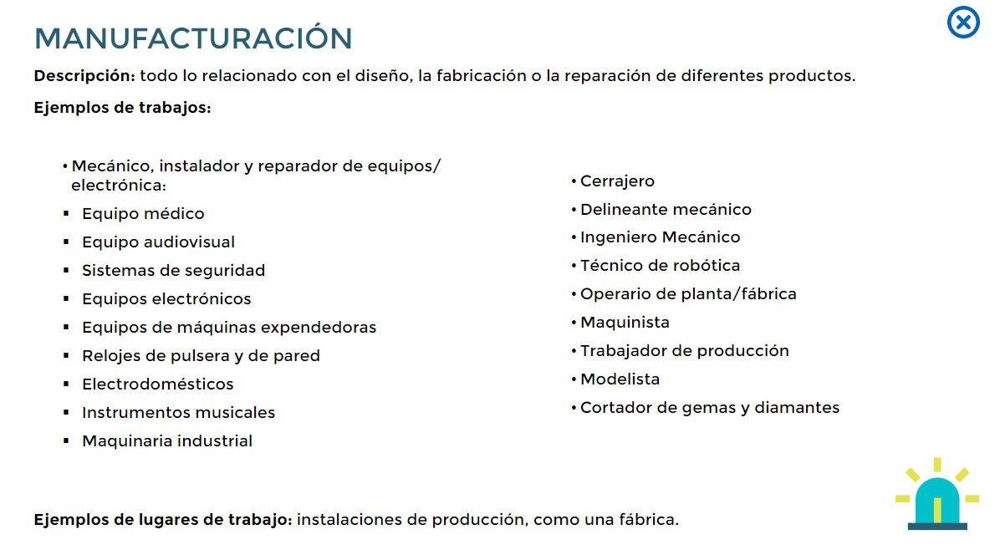 MANUFACTURACIÓN
Descripción: todo lo relacionado con el diseño, la fabricación o la reparación de diferentes productos.
Ejemplos de trabajos:
• Mecánico, instalador y reparador de equipos/
electrónica:
▪ Equipo médico
▪ Equipo audiovisual
▪ Sistemas de seguridad
▪ Equipos electrónicos
▪ Equipos de máquinas expendedoras
▪ Relojes de pulsera y de pared
▪ Electrodomésticos
▪ Instrumentos musicales
▪ Maquinaria industrial
• Cerrajero
• Delineante mecánico
• Ingeniero Mecánico
• Técnico de robótica
• Operario de planta/fábrica
• Maquinista
• Trabajador de producción
• Modelista
• Cortador de gemas y diamantes
Ejemplos de lugares de trabajo: instalaciones de producción, como una fábrica.